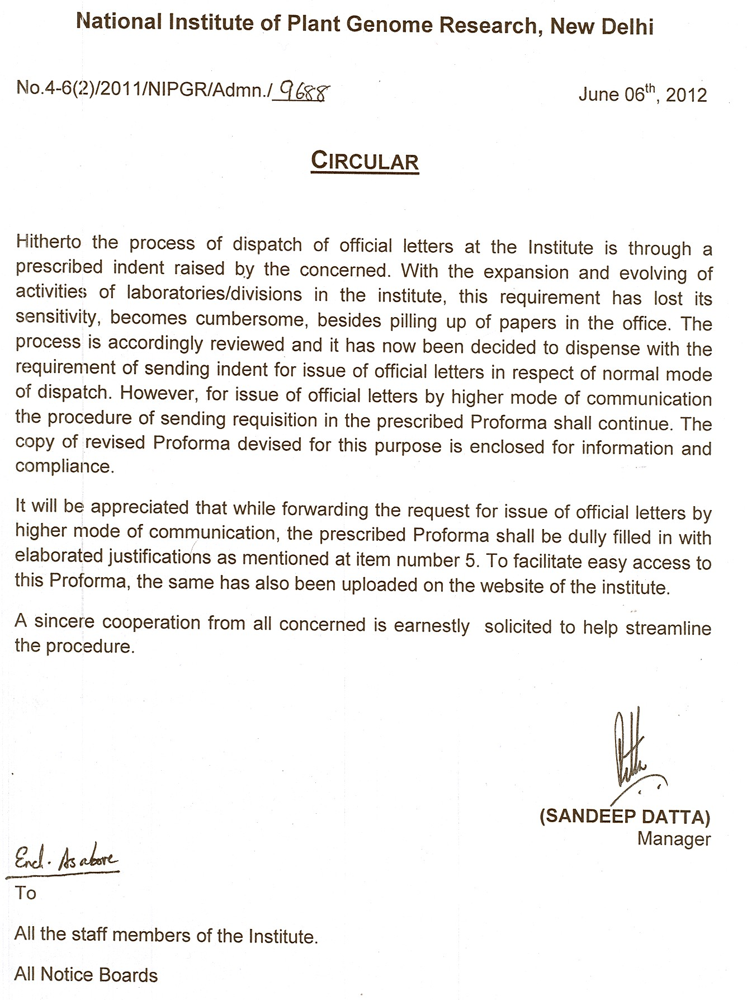 National Institute of Plant Genome Research, New Delhi
No.4-6(2)/2011/NIPGR/Admn./ 9688
June 06th, 2012
CIRCULAR
Hitherto the process of dispatch of official letters at the Institute is through a
prescribed indent raised by the concerned. With the expansion and evolving of
activities of laboratories/divisions in the institute, this requirement has lost its
sensitivity, becomes cumbersome, besides pilling up of papers in the office. The
process is accordingly reviewed and it has now been decided to dispense with the
requirement of sending indent for issue of official letters in respect of normal mode
of dispatch. However, for issue of official letters by higher mode of communication
the procedure of sending requisition in the prescribed Proforma shall continue. The
copy of revised Proforma devised for this purpose is enclosed for information and
compliance.
It will be appreciated that while forwarding the request for issue of official letters by
higher mode of communication, the prescribed Proforma shall be dully filled in with
elaborated justifications as mentioned at item number 5. To facilitate easy access to
this Proforma, the same has also been uploaded on the website of the institute.
A sincere cooperation from all concerned is earnestly solicited to help streamline
the procedure.
(SANDEEP DATTA)
Manager
Encl. As above
To
All the staff members of the Institute.
All Notice Boards